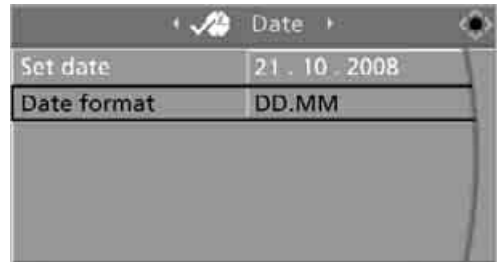 Date
Set date 21 . 10 . 2008
Date format DD.MM